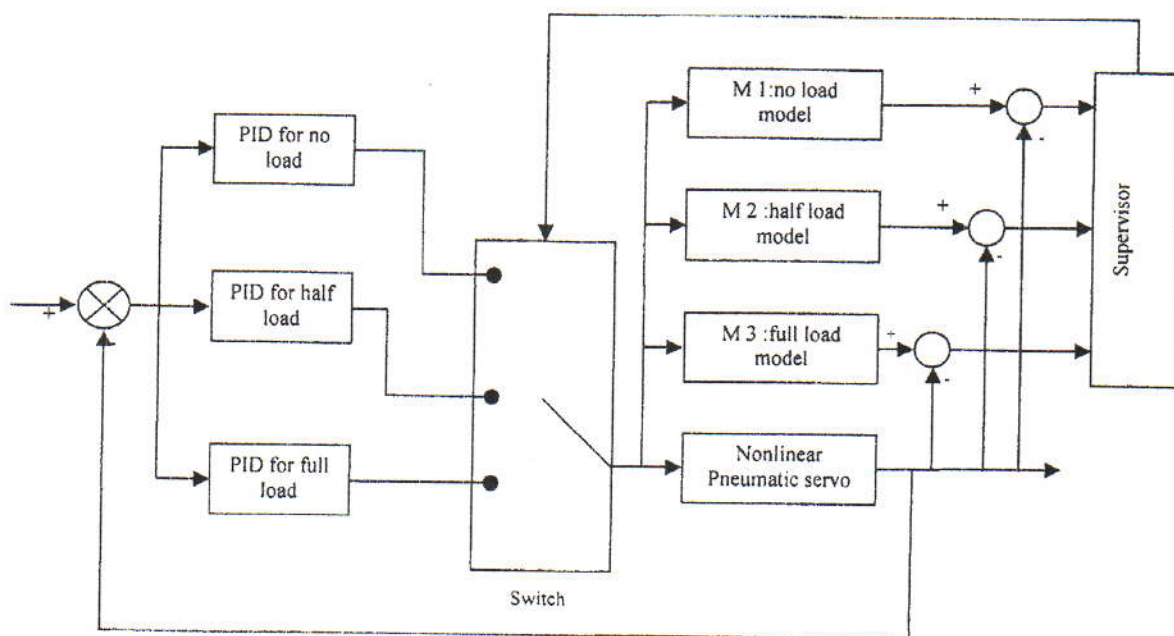 M 1:no load
model
+
-
PID for no
load
M 2 :half load
model
+
-
Supervisor
PID for half
load
+
-
M 3 :full load
model
+
-
PID for full
load
Nonlinear
Pneumatic servo
Switch